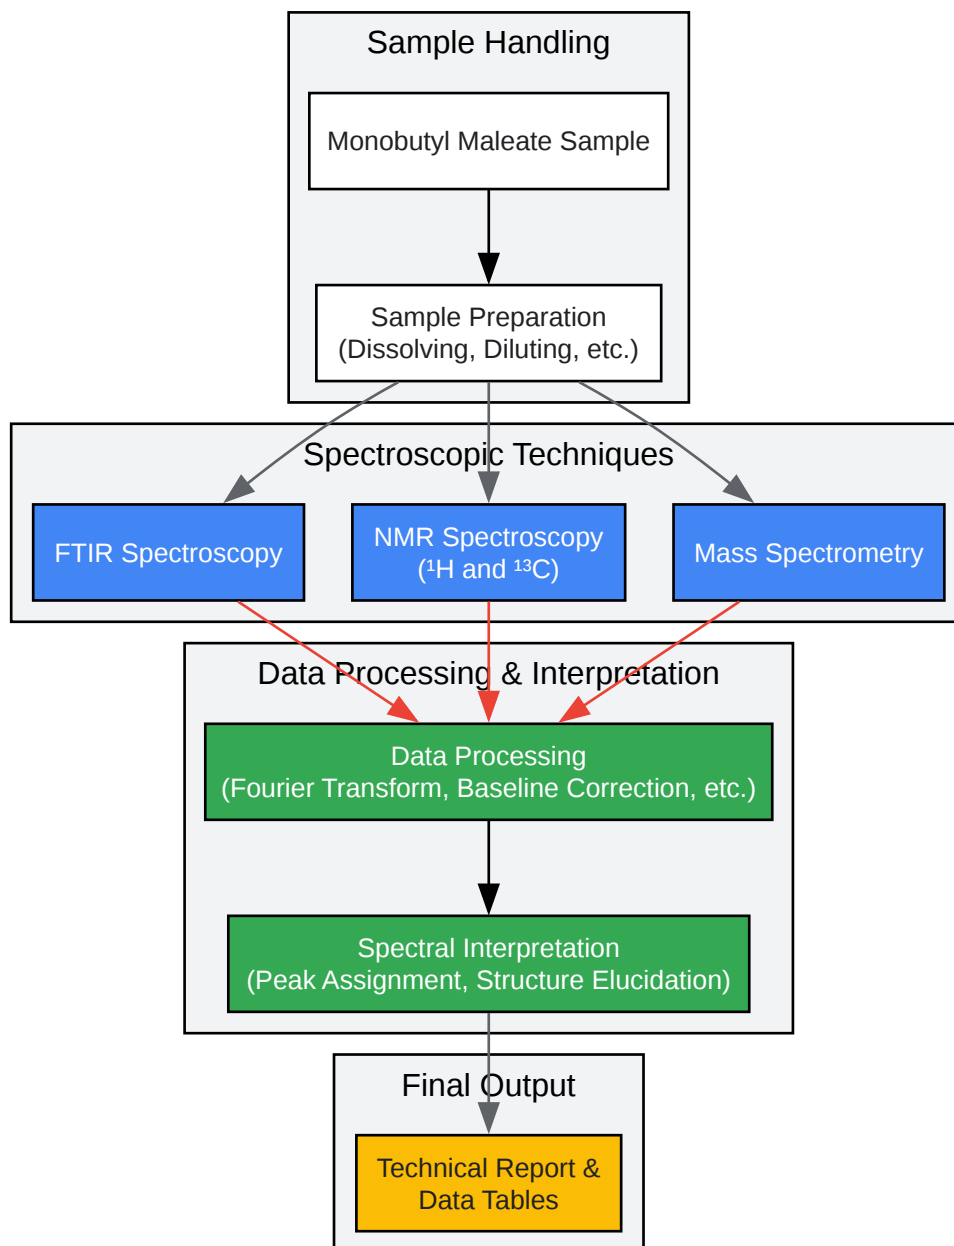 Sample Handling
Monobutyl Maleate Sample
Sample Preparation
(Dissolving, Diluting, etc.)
Spectroscopic Techniques
FTIR Spectroscopy
NMR Spectroscopy
(¹H and ¹³C)
Mass Spectrometry
Data Processing & Interpretation
Data Processing
(Fourier Transform, Baseline Correction, etc.)
Spectral Interpretation
(Peak Assignment, Structure Elucidation)
Final Output
Technical Report &
Data Tables